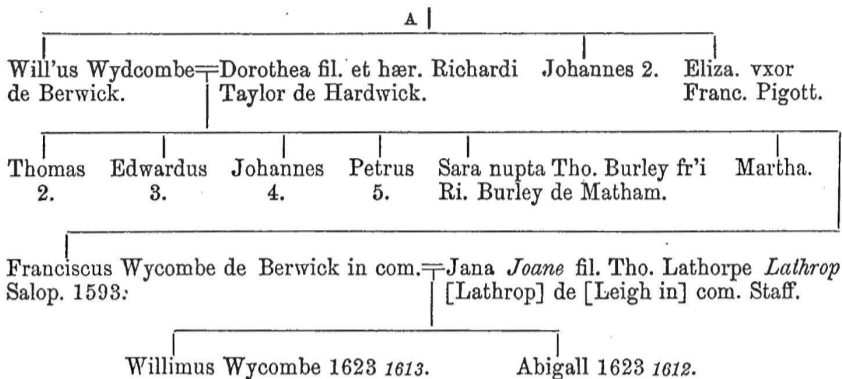 A
Will'us Wydcombe=Dorothea fil. et hær. Richardi Johannes 2. Eliza. vxor
de Berwick. Taylor de Hardwick. Franc. Pigott.
Thomas Edwardus Johannes Petrus Sara nupta Tho. Burley fr'i Martha.
2. 3. 4. 5. Ri. Burley de Matham.
Franciscus Wycombe de Berwick in com.=Jana Joane fil. Tho. Lathorpe Lathrop
Salop. 1593. [Lathrop] de [Leigh in] com. Staff.
Willimus Wycombe 1623 1613. Abigall 1623 1612.